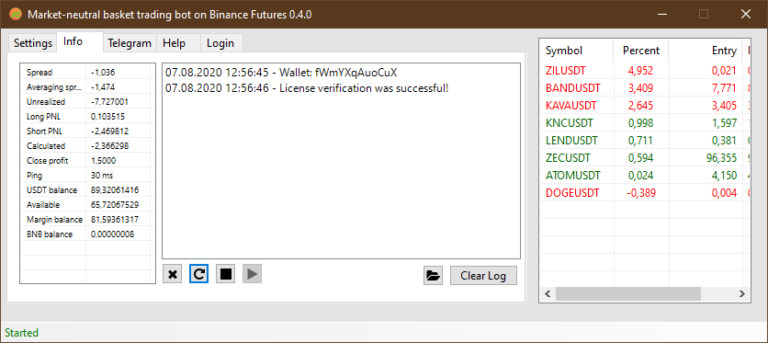 Market-neutral basket trading bot on Binance Futures 0.4.0
Settings Info Telegram Help Login
Spread -1,036
Averaging spr... -1,474
Unrealized -7,727001
Long PNL 0,103515
Short PNL -2,469812
Calculated -2,366298
Close profit 1,5000
Ping 30 ms
USDT balance 89,32061416
Available 65,72067529
Margin balance 81,59361317
BNB balance 0,00000008
07.08.2020 12:56:45 - Wallet: fWmYXqAuoCuX
07.08.2020 12:56:46 - License verification was successful!
Clear Log
Symbol Percent Entry
ZILUSDT 4,952 0,021
BANDUSDT 3,409 7,771
KAVAUSDT 2,645 3,405
KNCUSDT 0,998 1,597
LENDUSDT 0,711 0,381
ZECUSDT 0,594 96,355
ATOMUSDT 0,024 4,150
DOGEUSDT -0,389 0,004
Started